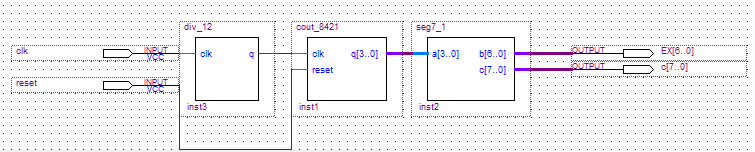 div_12
cout_8421
seg7_1
clk
INPUT
VCC
clk
q
clk
q[3..0]
a[3..0]
b[6..0]
OUTPUT
EX[6..0]
reset
c[7..0]
OUTPUT
c[7..0]
reset
INPUT
VCC
inst3
inst1
inst2